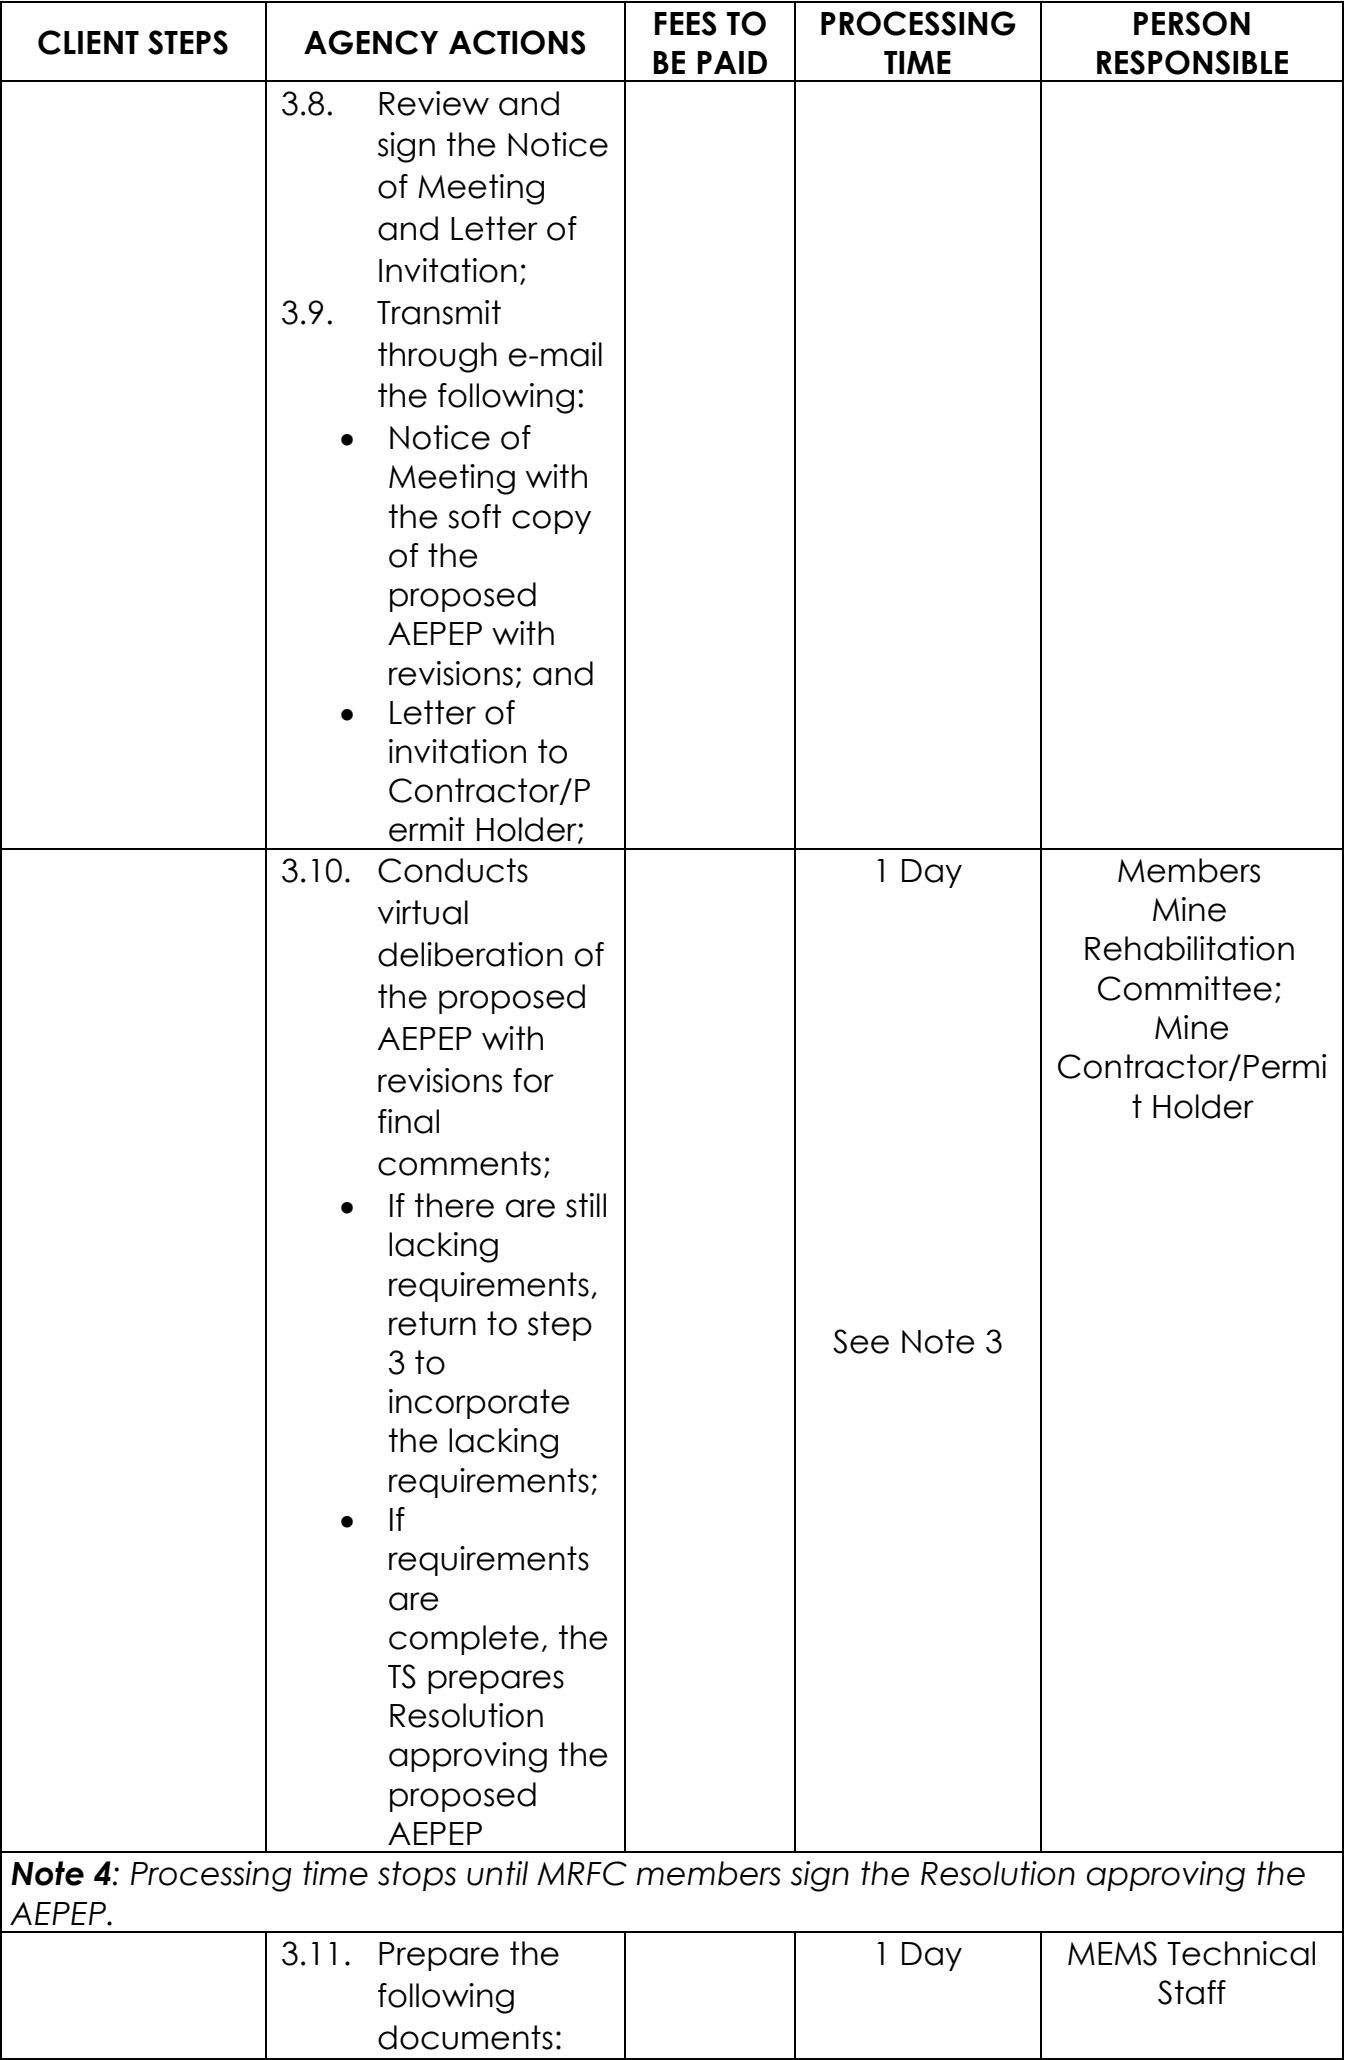 CLIENT STEPS
AGENCY ACTIONS
FEES TO
BE PAID
PROCESSING
TIME
PERSON
RESPONSIBLE
3.8. Review and
sign the Notice
of Meeting
and Letter of
Invitation;
3.9. Transmit
through e-mail
the following:
• Notice of
Meeting with
the soft copy
of the
proposed
AEPEP with
revisions; and
• Letter of
invitation to
Contractor/P
ermit Holder;
3.10. Conducts
virtual
deliberation of
the proposed
AEPEP with
revisions for
final
comments;
• If there are still
lacking
requirements,
return to step
3 to
incorporate
the lacking
requirements;
• If
requirements
are
complete, the
TS prepares
Resolution
approving the
proposed
AEPEP
1 Day
See Note 3
Members
Mine
Rehabilitation
Committee;
Mine
Contractor/Permi
t Holder
Note 4: Processing time stops until MRFC members sign the Resolution approving the
AEPEP.
3.11. Prepare the
following
documents:
1 Day
MEMS Technical
Staff